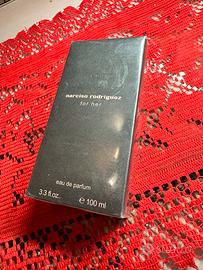 narciso rodriguez
for her
eau de parfum
3.3 fl.oz. ℮ 100 ml